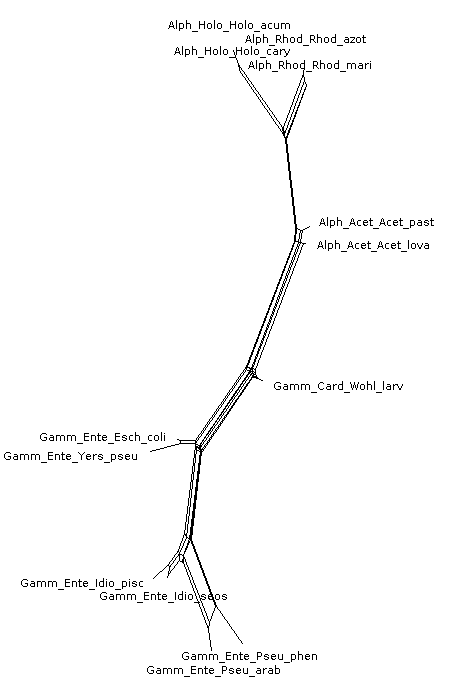 Alph_Holo_Holo_acum
Alph_Rhod_Rhod_azot
Alph_Holo_Holo_cary
Alph_Rhod_Rhod_mari
Alph_Acet_Acet_past
Alph_Acet_Acet_lova
Gamm_Card_Wohl_larv
Gamm_Ente_Esch_coli
Gamm_Ente_Yers_pseu
Gamm_Ente_Idio_pisc
Gamm_Ente_Idio_seos
Gamm_Ente_Pseu_phen
Gamm_Ente_Pseu_arab